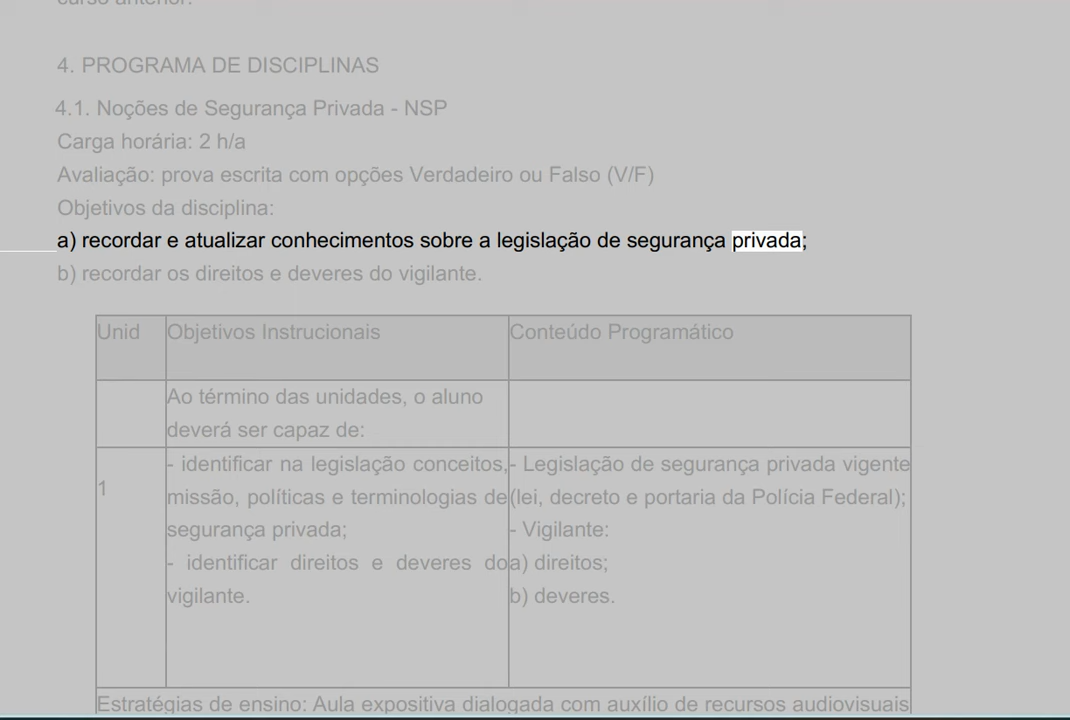 curso anterior.
4. PROGRAMA DE DISCIPLINAS
4.1. Noções de Segurança Privada - NSP
Carga horária: 2 h/a
Avaliação: prova escrita com opções Verdadeiro ou Falso (V/F)
Objetivos da disciplina:
a) recordar e atualizar conhecimentos sobre a legislação de segurança privada;
b) recordar os direitos e deveres do vigilante.
Unid Objetivos Instrucionais Conteúdo Programático
Ao término das unidades, o aluno
deverá ser capaz de:
1
- identificar na legislação conceitos,
missão, políticas e terminologias de
segurança privada;
- identificar direitos e deveres do
vigilante.
- Legislação de segurança privada vigente
(lei, decreto e portaria da Polícia Federal);
- Vigilante:
a) direitos;
b) deveres.
Estratégias de ensino: Aula expositiva dialogada com auxílio de recursos audiovisuais